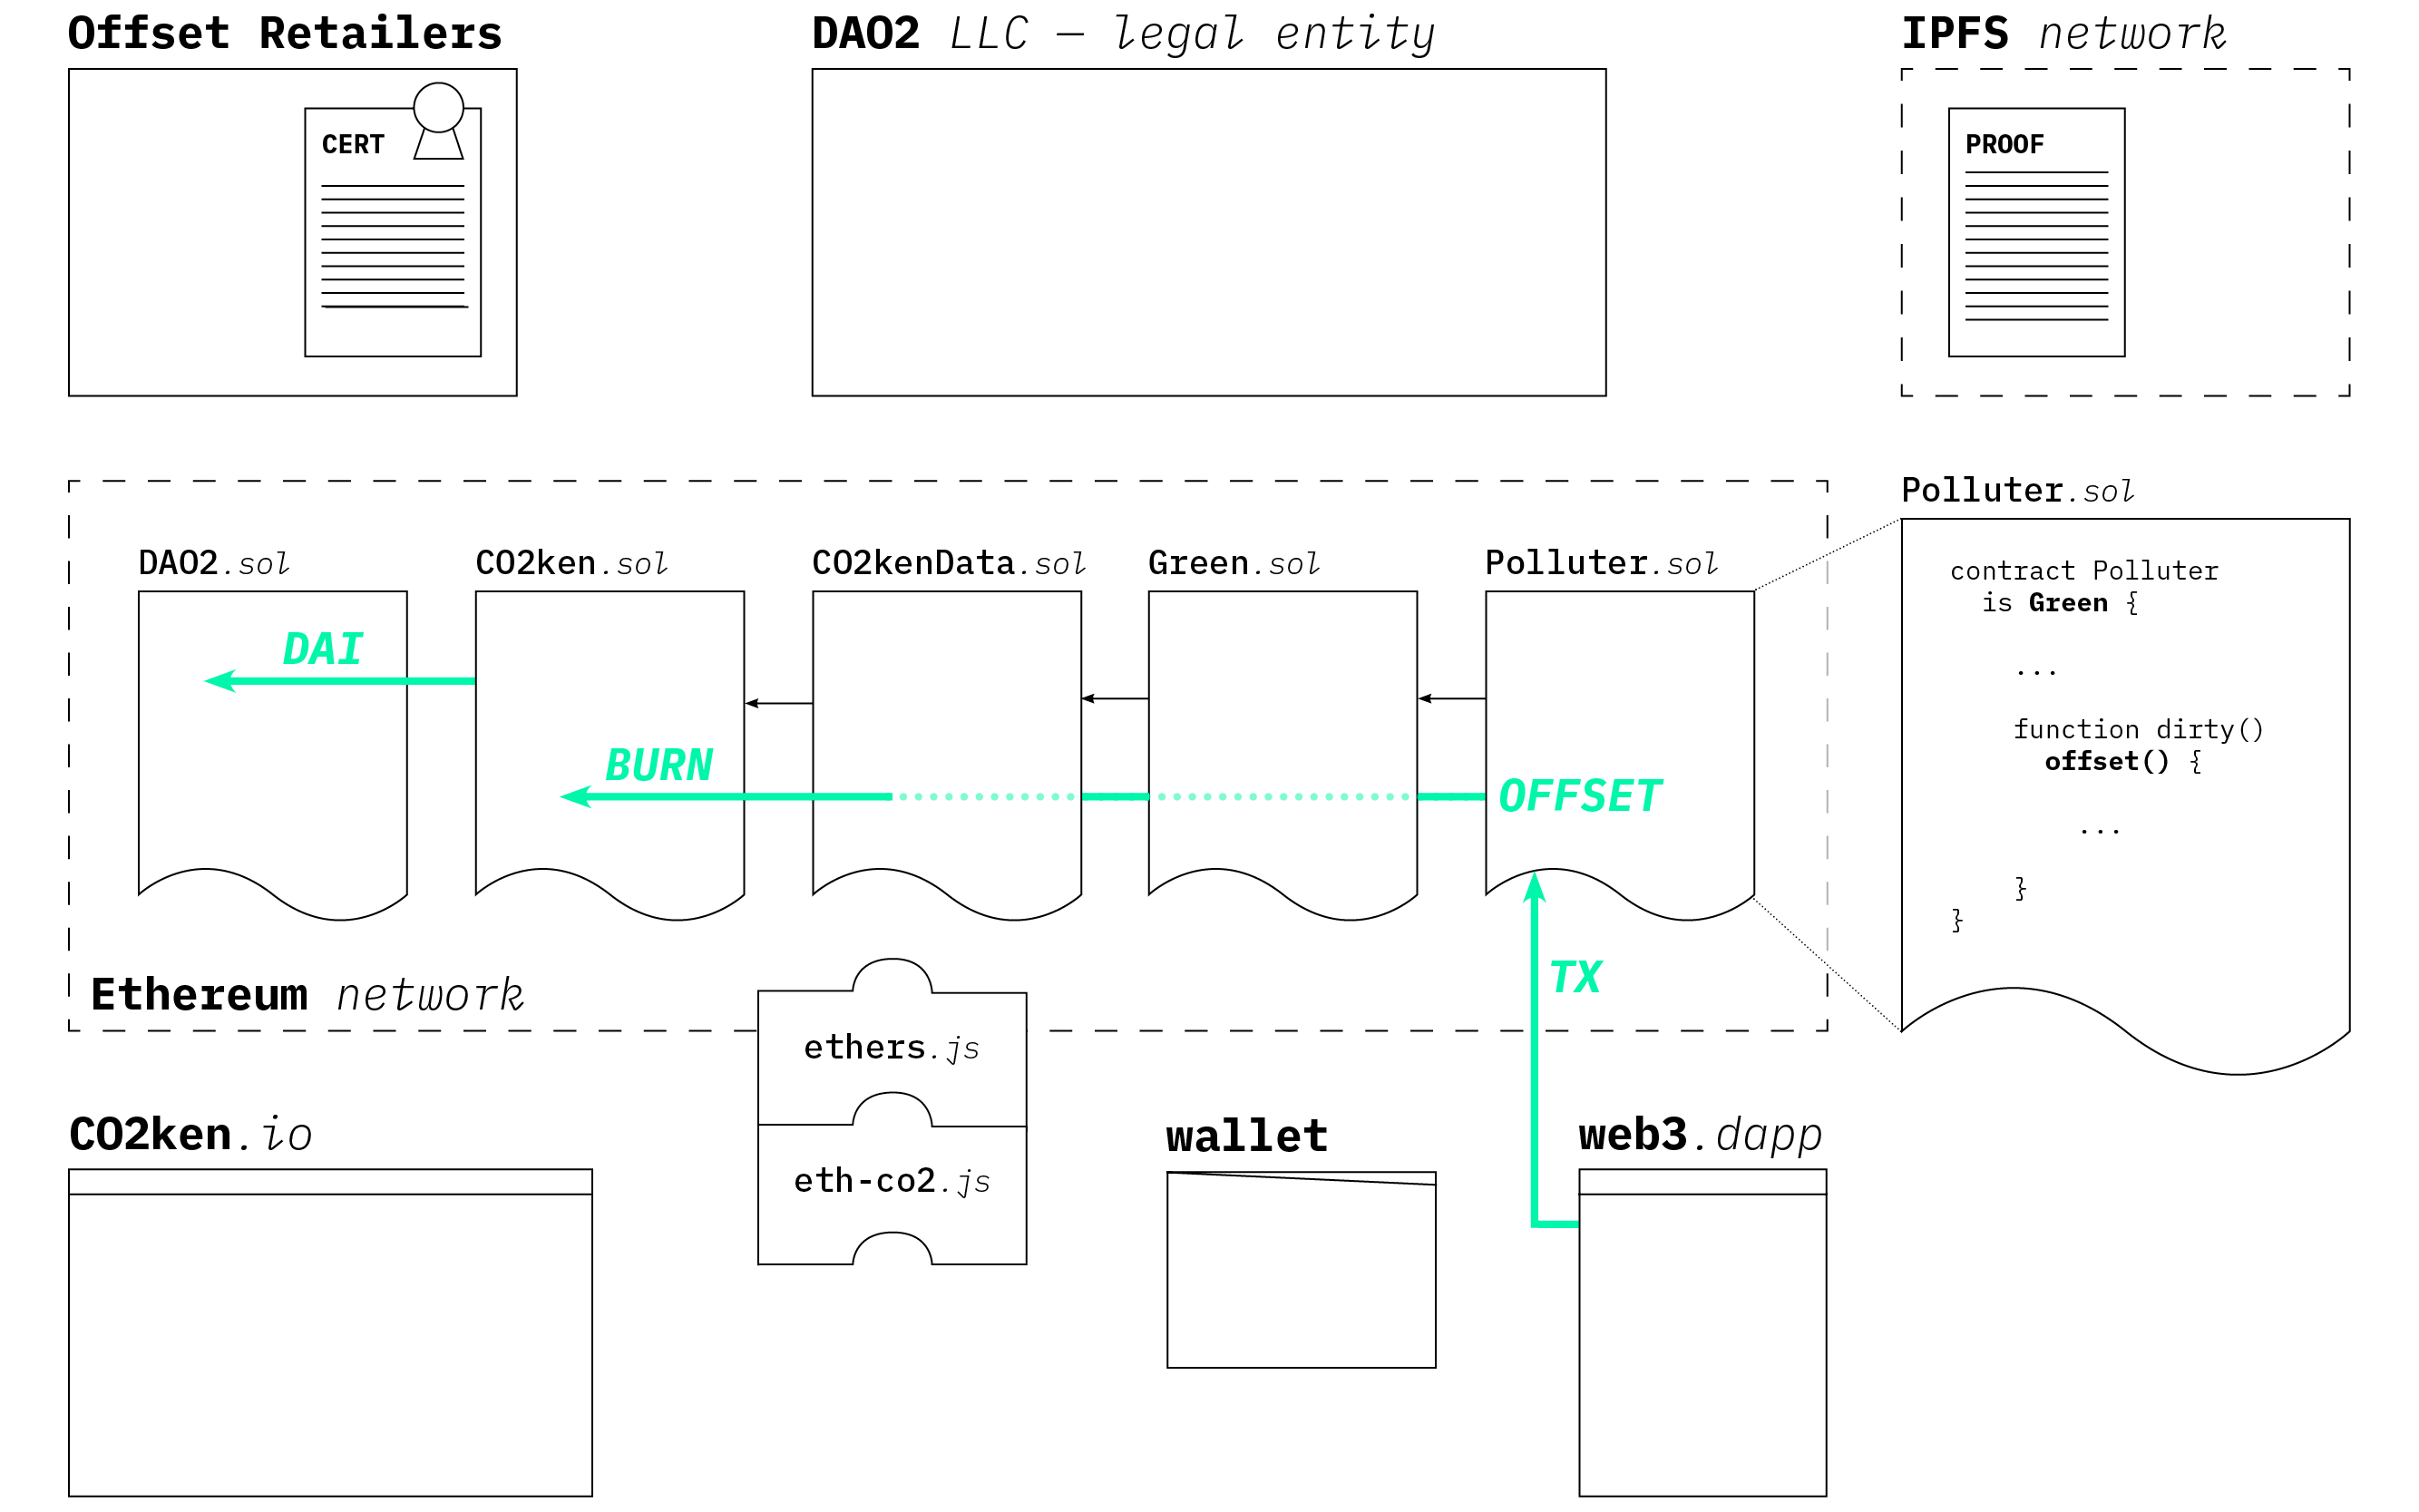 Offset Retailers
DAO2 LLC — legal entity
IPFS network
CERT
PROOF
Polluter.sol
DAO2.sol
CO2ken.sol
CO2kenData.sol
Green.sol
Polluter.sol
contract Polluter
is Green {
...
function dirty()
offset() {
...
}
}
DAI
BURN
OFFSET
TX
Ethereum network
ethers.js
eth-co2.js
CO2ken.io
wallet
web3.dapp